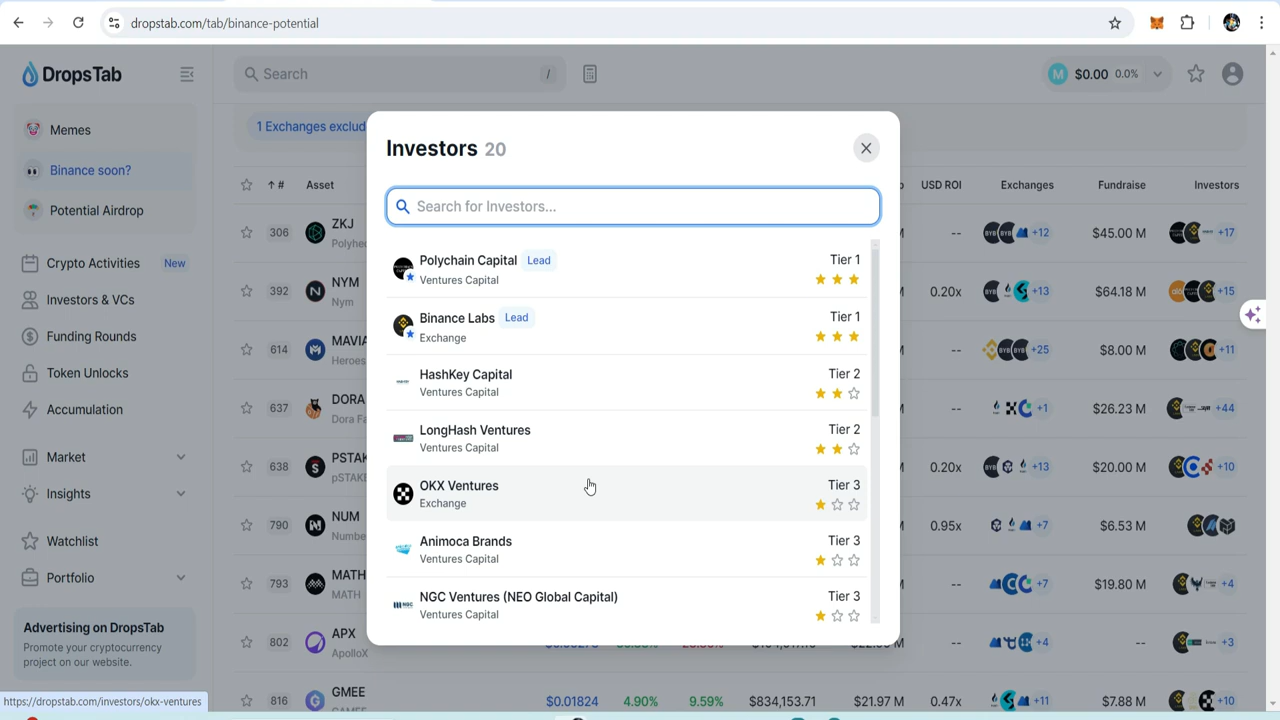 dropstab.com/tab/binance-potential
DropsTab
Search
/
M
$0.00 0.0%
Memes
Binance soon?
Potential Airdrop
Crypto Activities New
Investors & VCs
Funding Rounds
Token Unlocks
Accumulation
Market
Insights
Watchlist
Portfolio
Advertising on DropsTab
Promote your cryptocurrency
project on our website.
https://dropstab.com/investors/okx-ventures
1 Exchanges exclud
# Asset USD ROI Exchanges Fundraise Investors
306 ZKJ -- +12 $45.00 M +17
Polyhe
392 NYM 0.20x +13 $64.18 M +15
Nym
614 MAVIA -- +25 $8.00 M +11
Heroes
637 DORA -- +1 $26.23 M +44
Dora Fa
638 PSTAK 0.20x +13 $20.00 M +10
pSTAKE
790 NUM 0.95x +7 $6.53 M
Numbe
793 MATH -- +7 $19.80 M +4
MATH
802 APX +4 -- +3
ApolloX
816 GMEE $0.01824 4.90% 9.59% $834,153.71 $21.97 M 0.47x +11 $7.88 M +10
Investors 20
Search for Investors...
Polychain Capital Lead Tier 1
Ventures Capital
Binance Labs Lead Tier 1
Exchange
HashKey Capital Tier 2
Ventures Capital
LongHash Ventures Tier 2
Ventures Capital
OKX Ventures Tier 3
Exchange
Animoca Brands Tier 3
Ventures Capital
NGC Ventures (NEO Global Capital) Tier 3
Ventures Capital